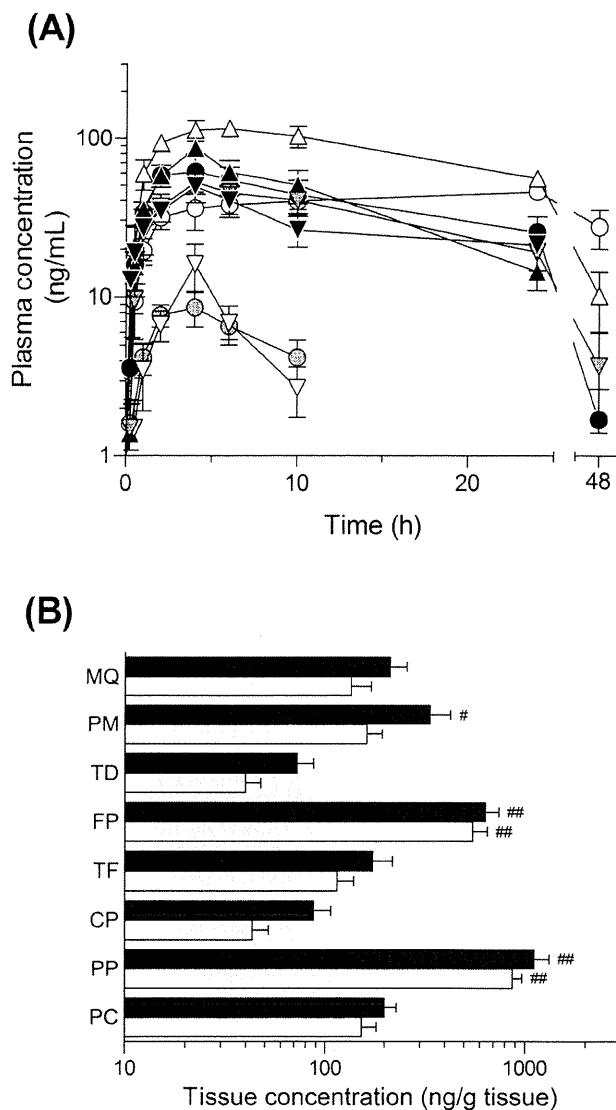 (A)
Plasma concentration
(ng/mL)
100
10
1
0
10
20
48
Time (h)
(B)
MQ
PM
#
TD
FP
##
##
TF
CP
PP
##
##
PC
10
100
1000
Tissue concentration (ng/g tissue)